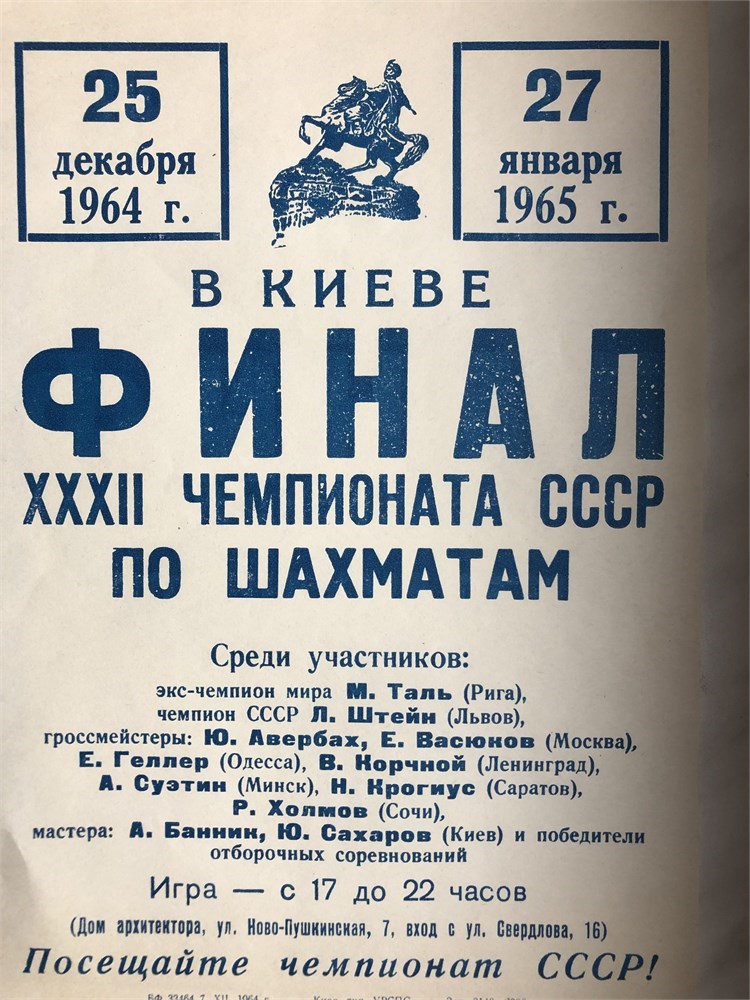 25
декабря
1964 г.
27
января
1965 г.
В КИЕВЕ
ФИНАЛ
XXXII ЧЕМПИОНАТА СССР
ПО ШАХМАТАМ
Среди участников:
экс-чемпион мира М. Таль (Рига),
чемпион СССР Л. Штейн (Львов),
гроссмейстеры: Ю. Авербах, Е. Васюков (Москва),
Е. Геллер (Одесса), В. Корчной (Ленинград),
А. Суэтин (Минск), Н. Крогиус (Саратов),
Р. Холмов (Сочи),
мастера: А. Банник, Ю. Сахаров (Киев) и победители
отборочных соревнований
Игра — с 17 до 22 часов
(Дом архитектора, ул. Ново-Пушкинская, 7, вход с ул. Свердлова, 16)
Посещайте чемпионат СССР!